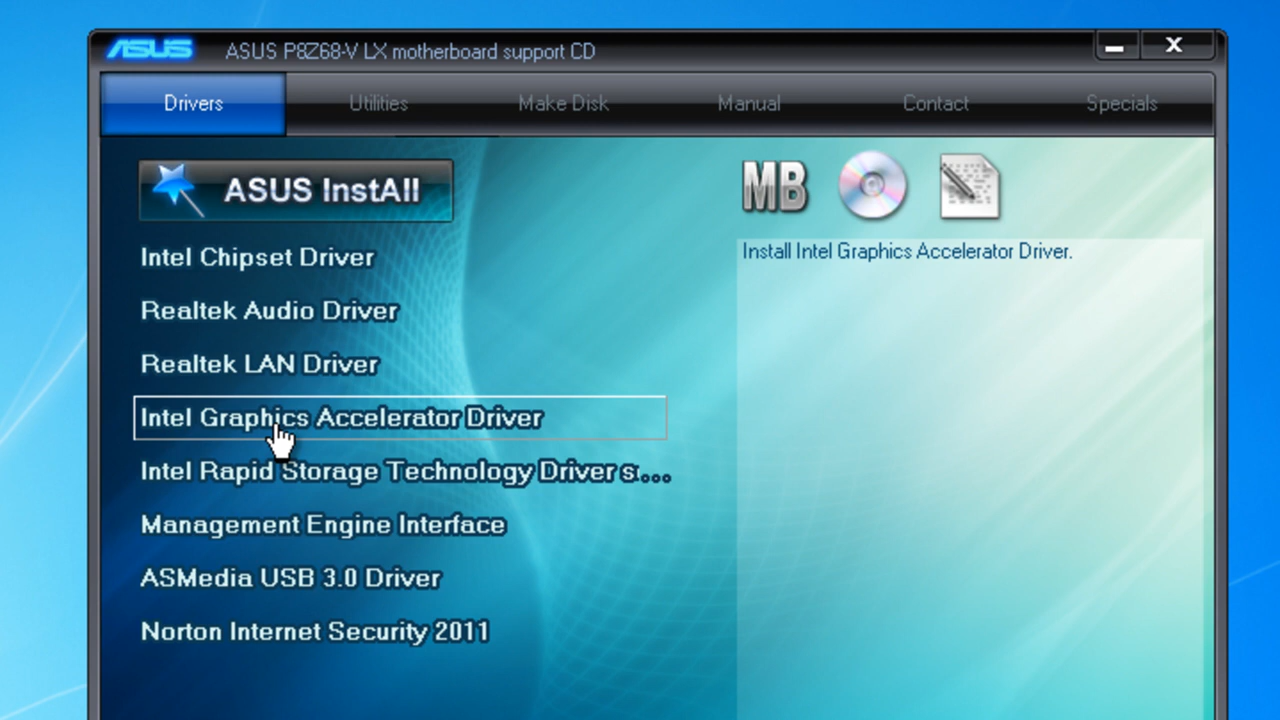 ASUS ASUS P8Z68-V LX motherboard support CD
Drivers Utilities Make Disk Manual Contact Specials
ASUS InstAll
MB
Intel Chipset Driver
Install Intel Graphics Accelerator Driver.
Realtek Audio Driver
Realtek LAN Driver
Intel Graphics Accelerator Driver
Intel Rapid Storage Technology Driver s...
Management Engine Interface
ASMedia USB 3.0 Driver
Norton Internet Security 2011